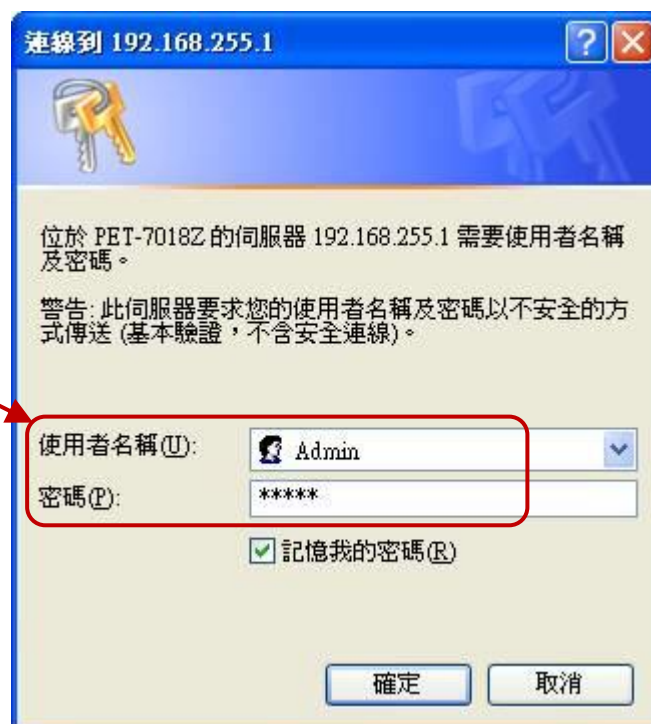 連線到 192.168.255.1
位於 PET-7018Z 的伺服器 192.168.255.1 需要使用者名稱
及密碼。
警告: 此伺服器要求您的使用者名稱及密碼以不安全的方
式傳送 (基本驗證，不含安全連線)。
使用者名稱(U): Admin
密碼(P): *****
記憶我的密碼(R)
確定 取消